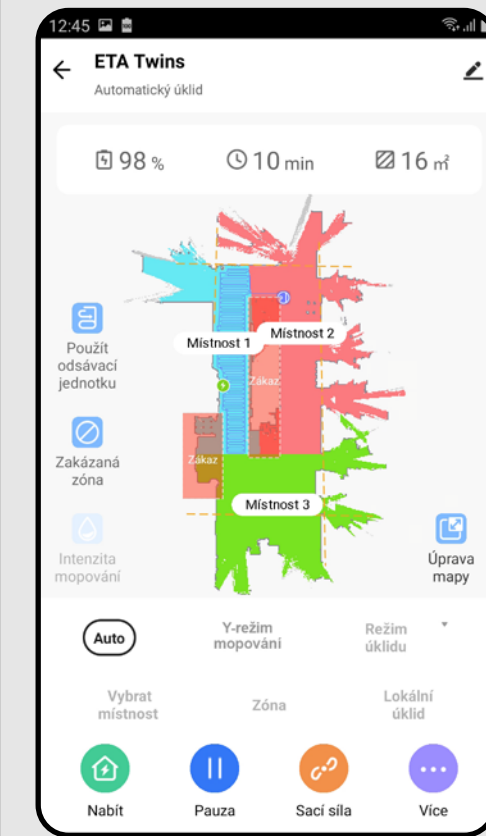 12:45
ETA Twins
Automatický úklid
98 %
10 min
16 m²
Místnost 1
Místnost 2
Použít
odsávací
jednotku
Zákaz
Zakázaná
zóna
Zákaz
Místnost 3
Intenzita
mopování
Úprava
mapy
Auto
Y-režim
mopování
Režim
úklidu
Vybrat
místnost
Zóna
Lokální
úklid
Nabít
Pauza
Sací síla
Více